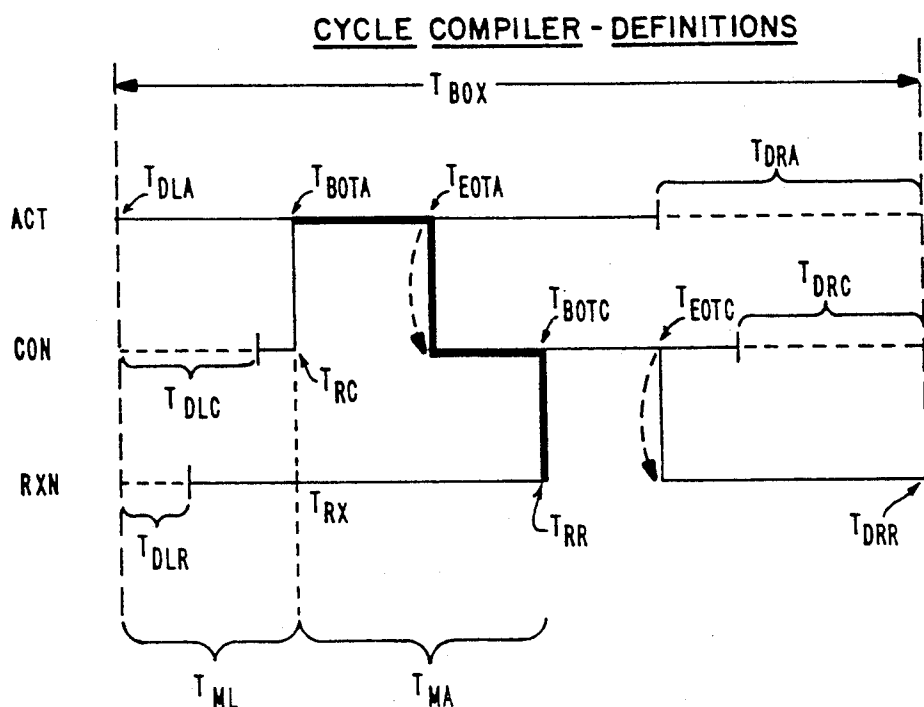 CYCLE COMPILER - DEFINITIONS
T BOX
T DRA
T DLA
T BOTA
T EOTA
ACT
T DRC
T BOTC
T EOTC
CON
T RC
T DLC
RXN
T RX
T RR
T DRR
T DLR
T ML
T MA